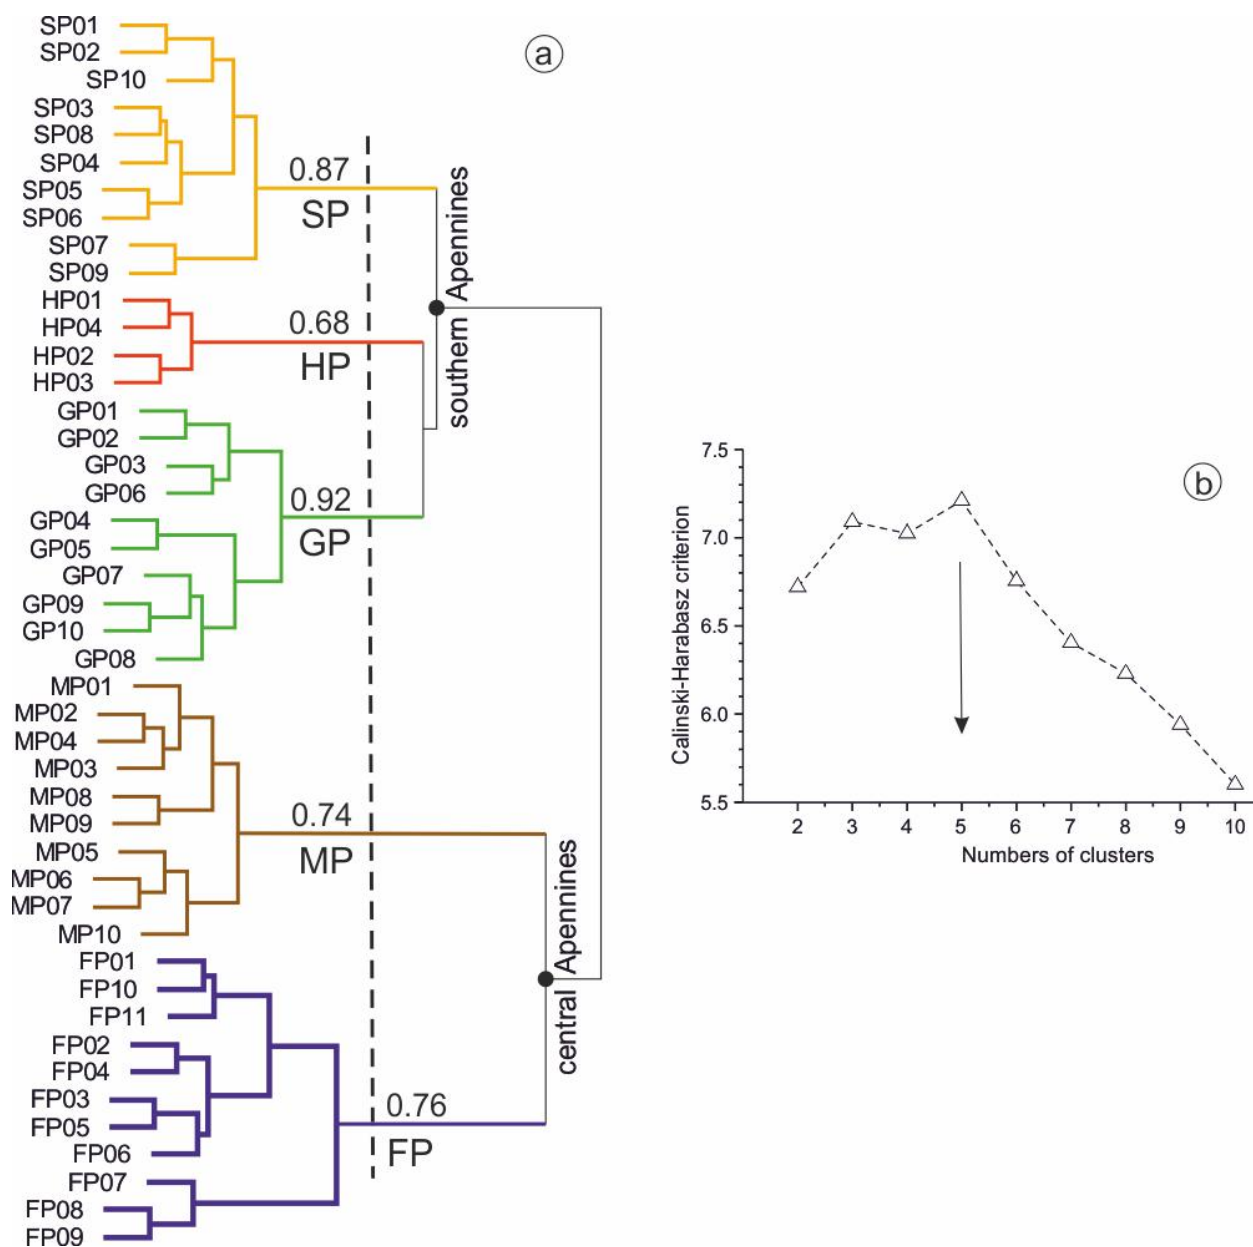 SP01
SP02
SP10
SP03
SP08
SP04
SP05
SP06
SP07
SP09
HP01
HP04
HP02
HP03
GP01
GP02
GP03
GP06
GP04
GP05
GP07
GP09
GP10
GP08
MP01
MP02
MP04
MP03
MP08
MP09
MP05
MP06
MP07
MP10
FP01
FP10
FP11
FP02
FP04
FP03
FP05
FP06
FP07
FP08
FP09
0.87
SP
0.68
HP
0.92
GP
0.74
MP
0.76
FP
southern Apennines
central Apennines
a
b
Calinski-Harabasz criterion
7.5
7.0
6.5
6.0
5.5
2 3 4 5 6 7 8 9 10
Numbers of clusters